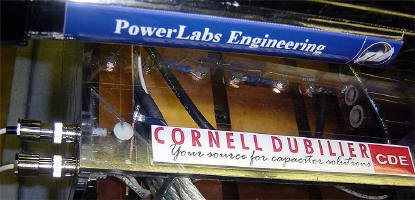 PowerLabs Engineering
CORNELL DUBILIER
Your source for capacitor solutions
CDE